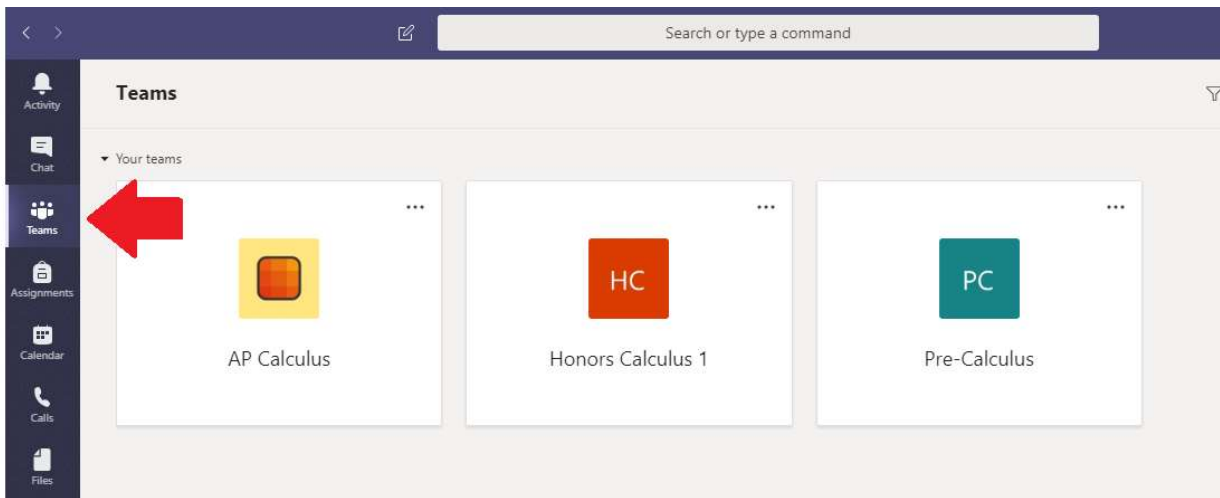 Search or type a command
Activity
Chat
Teams
Assignments
Calendar
Calls
Files
Teams
Your teams
AP Calculus
HC
Honors Calculus 1
PC
Pre-Calculus